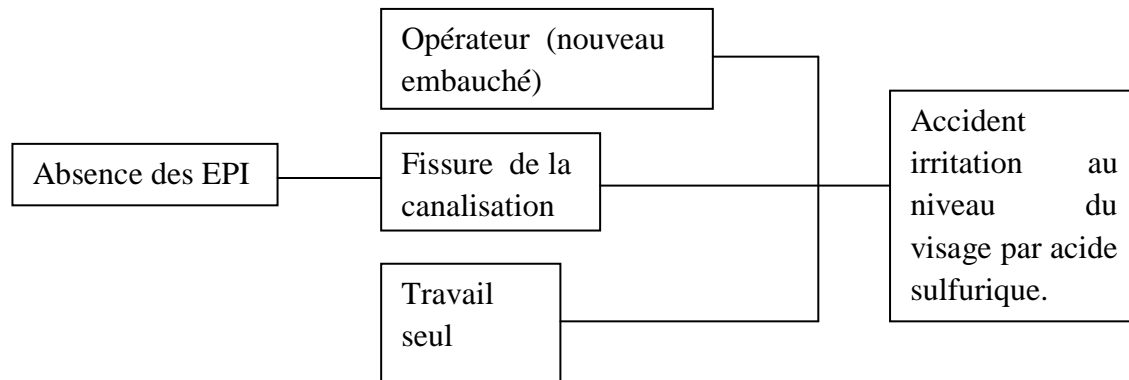 Opérateur (nouveau
embauché)
Absence des EPI
Fissure de la
canalisation
Travail
seul
Accident
irritation au
niveau du
visage par acide
sulfurique.